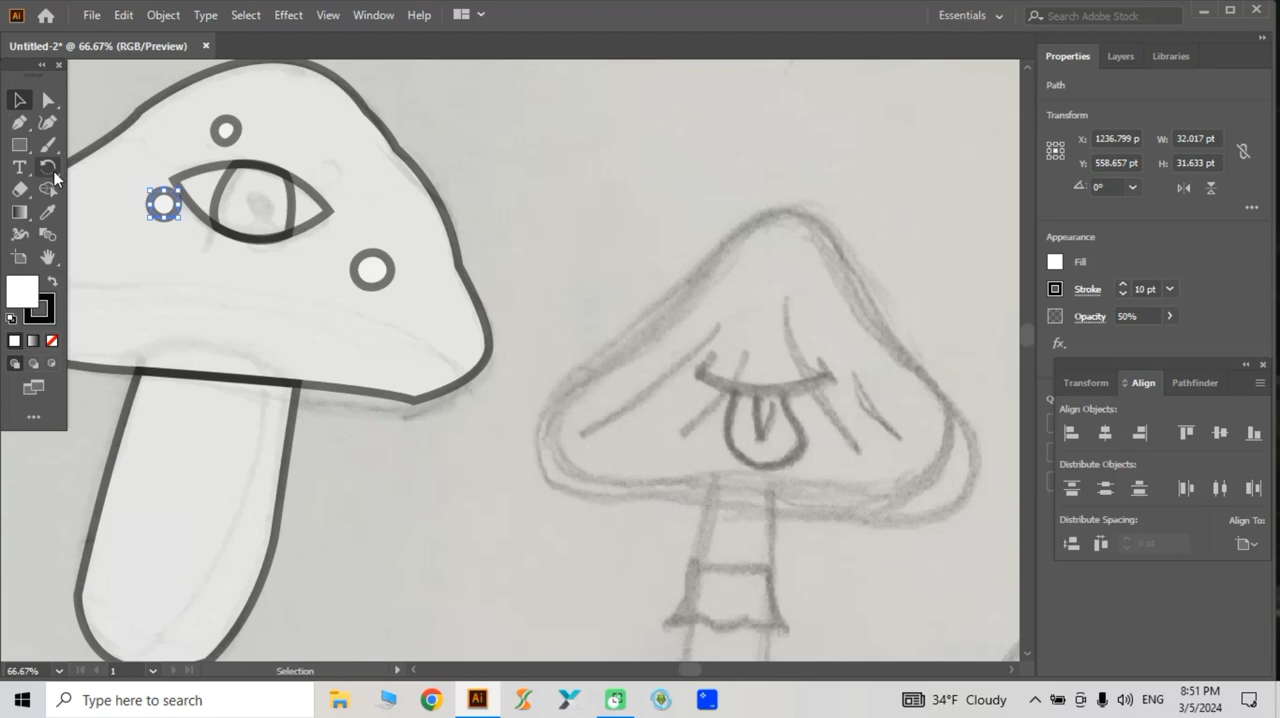 Ai File Edit Object Type Select Effect View Window Help Essentials Search Adobe Stock
Untitled-2* @ 66.67% (RGB/Preview) ×
Properties Layers Libraries
Path
Transform
X: 1236.799 p W: 32.017 pt
Y: 558.657 pt H: 31.633 pt
0°
Appearance
Fill
Stroke 10 pt
Opacity 50%
fx.
Transform Align Pathfinder
Align Objects:
Distribute Objects:
Distribute Spacing: Align To:
0 pt
66.67% 1 Selection
Type here to search
Ai
34°F Cloudy ENG
8:51 PM
3/5/2024